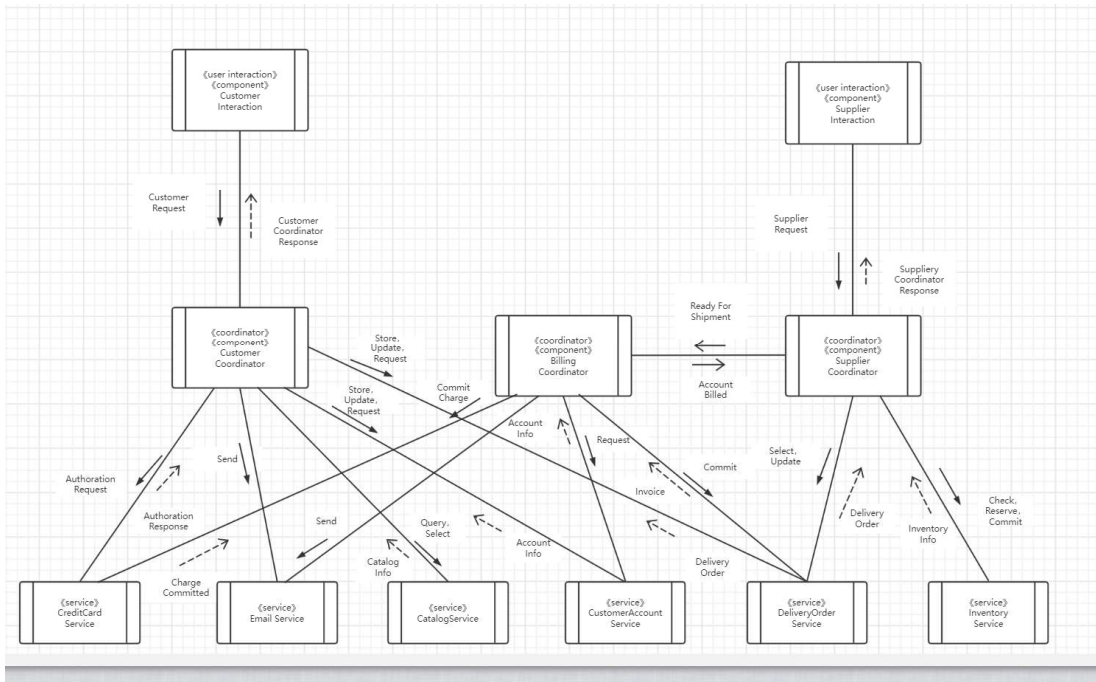 《user interaction》
《component》
Customer
Interaction
《user interaction》
《component》
Supplier
Interaction
Customer
Request
Customer
Coordinator
Response
Supplier
Request
Suppliery
Coordinator
Response
《coordinator》
《component》
Customer
Coordinator
Store,
Update,
Request
《coordinator》
《component》
Billing
Coordinator
Ready For
Shipment
Account
Billed
《coordinator》
《component》
Supplier
Coordinator
Store,
Update,
Request
Commit
Charge
Account
Info
Request
Commit
Select,
Update
Authoration
Request
Send
Authoration
Response
Send
Query,
Select
Account
Info
Invoice
Delivery
Order
Inventory
Info
Check,
Reserve,
Commit
Charge
Committed
Catalog
Info
Delivery
Order
《service》
CreditCard
Service
《service》
Email Service
《service》
CatalogService
《service》
CustomerAccount
Service
《service》
DeliveryOrder
Service
《service》
Inventory
Service